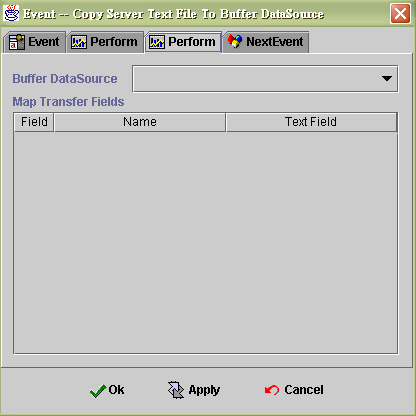 Event -- Copy Server Text File To Buffer DataSource
Event Perform Perform NextEvent
Buffer DataSource
Map Transfer Fields
Field Name Text Field
Ok Apply Cancel